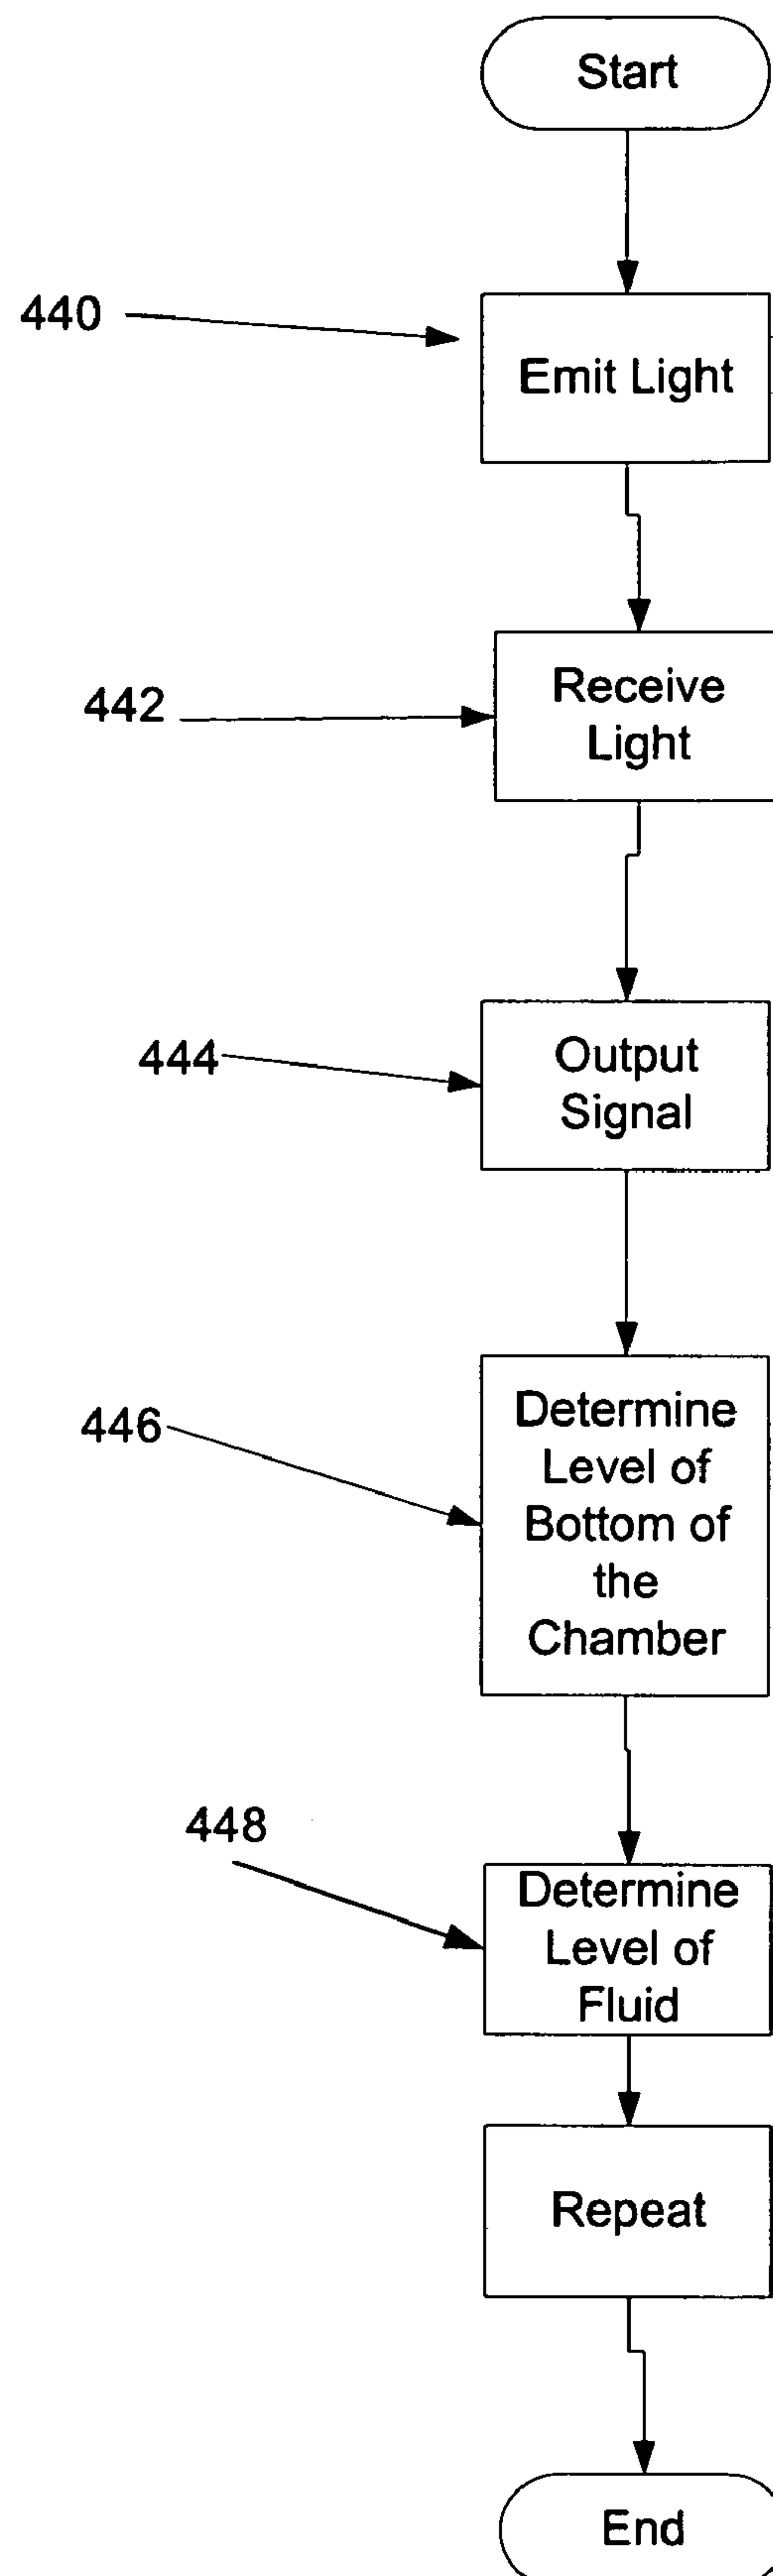 Start
440
Emit Light
442
Receive
Light
444
Output
Signal
446
Determine
Level of
Bottom of
the
Chamber
448
Determine
Level of
Fluid
Repeat
End